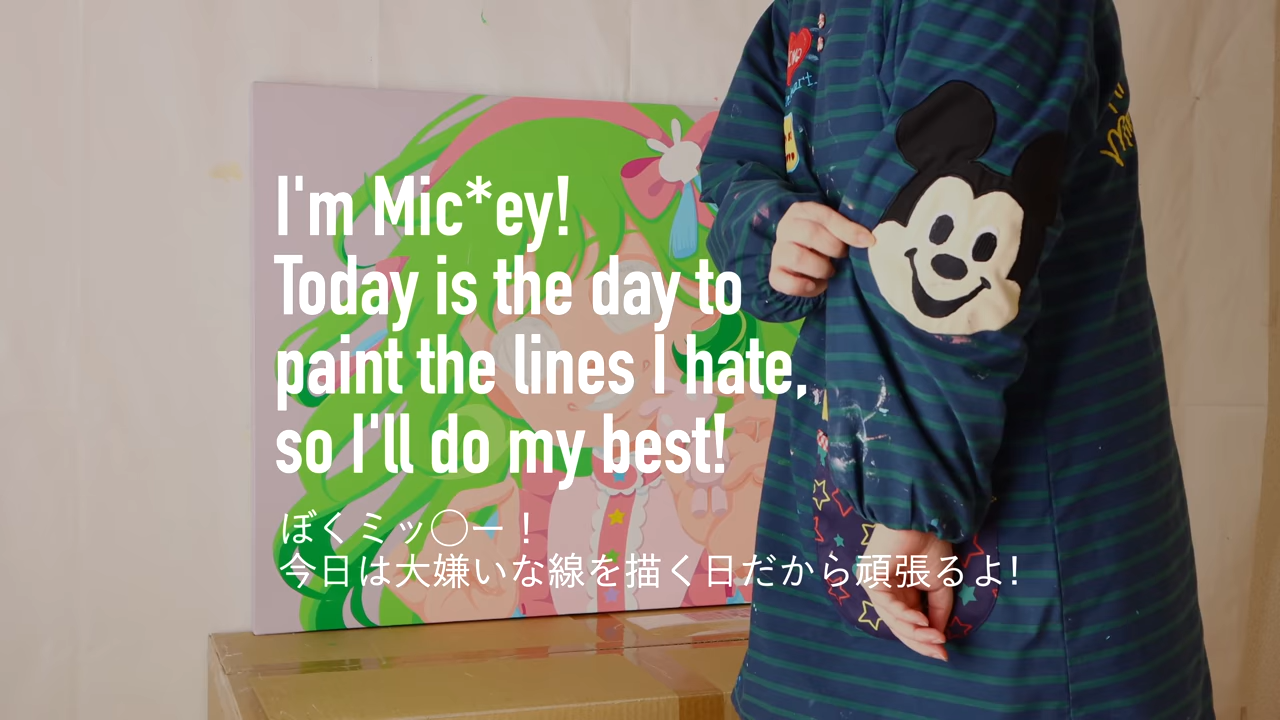 I'm Mic*ey!
Today is the day to
paint the lines I hate,
so I'll do my best!
ぼくミッ◯ー！
今日は大嫌いな線を描く日だから頑張るよ!